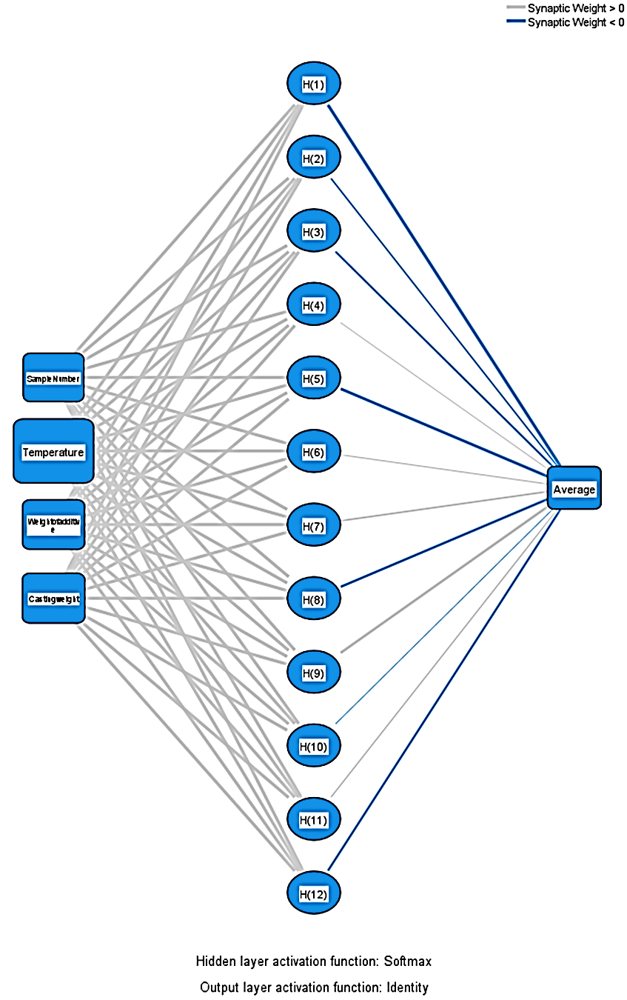 Synaptic Weight > 0
Synaptic Weight < 0
H(1)
H(2)
H(3)
H(4)
H(5)
H(6)
H(7)
H(8)
H(9)
H(10)
H(11)
H(12)
SampleNumber
Temperature
Weightofadditiv
e
Castingweight
Average
Hidden layer activation function: Softmax
Output layer activation function: Identity